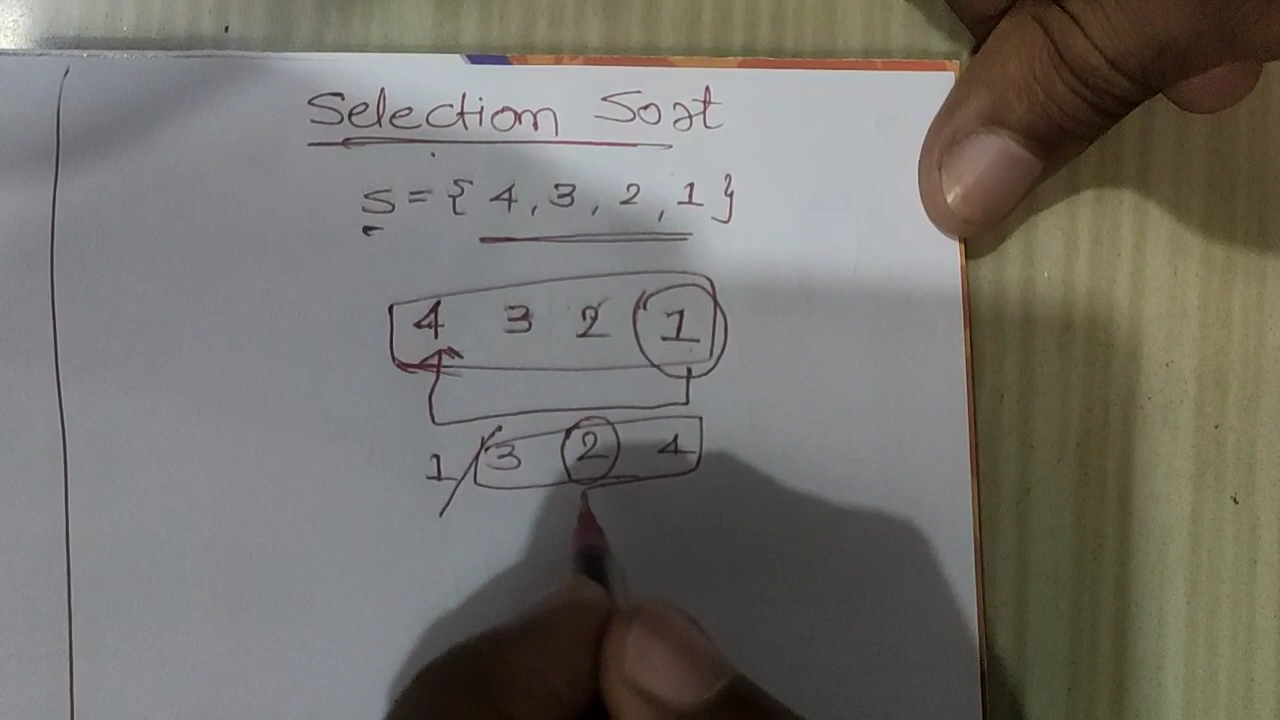 Selection Sort
S = { 4, 3, 2, 1 }
4 3 2 1
1 / 3 2 4